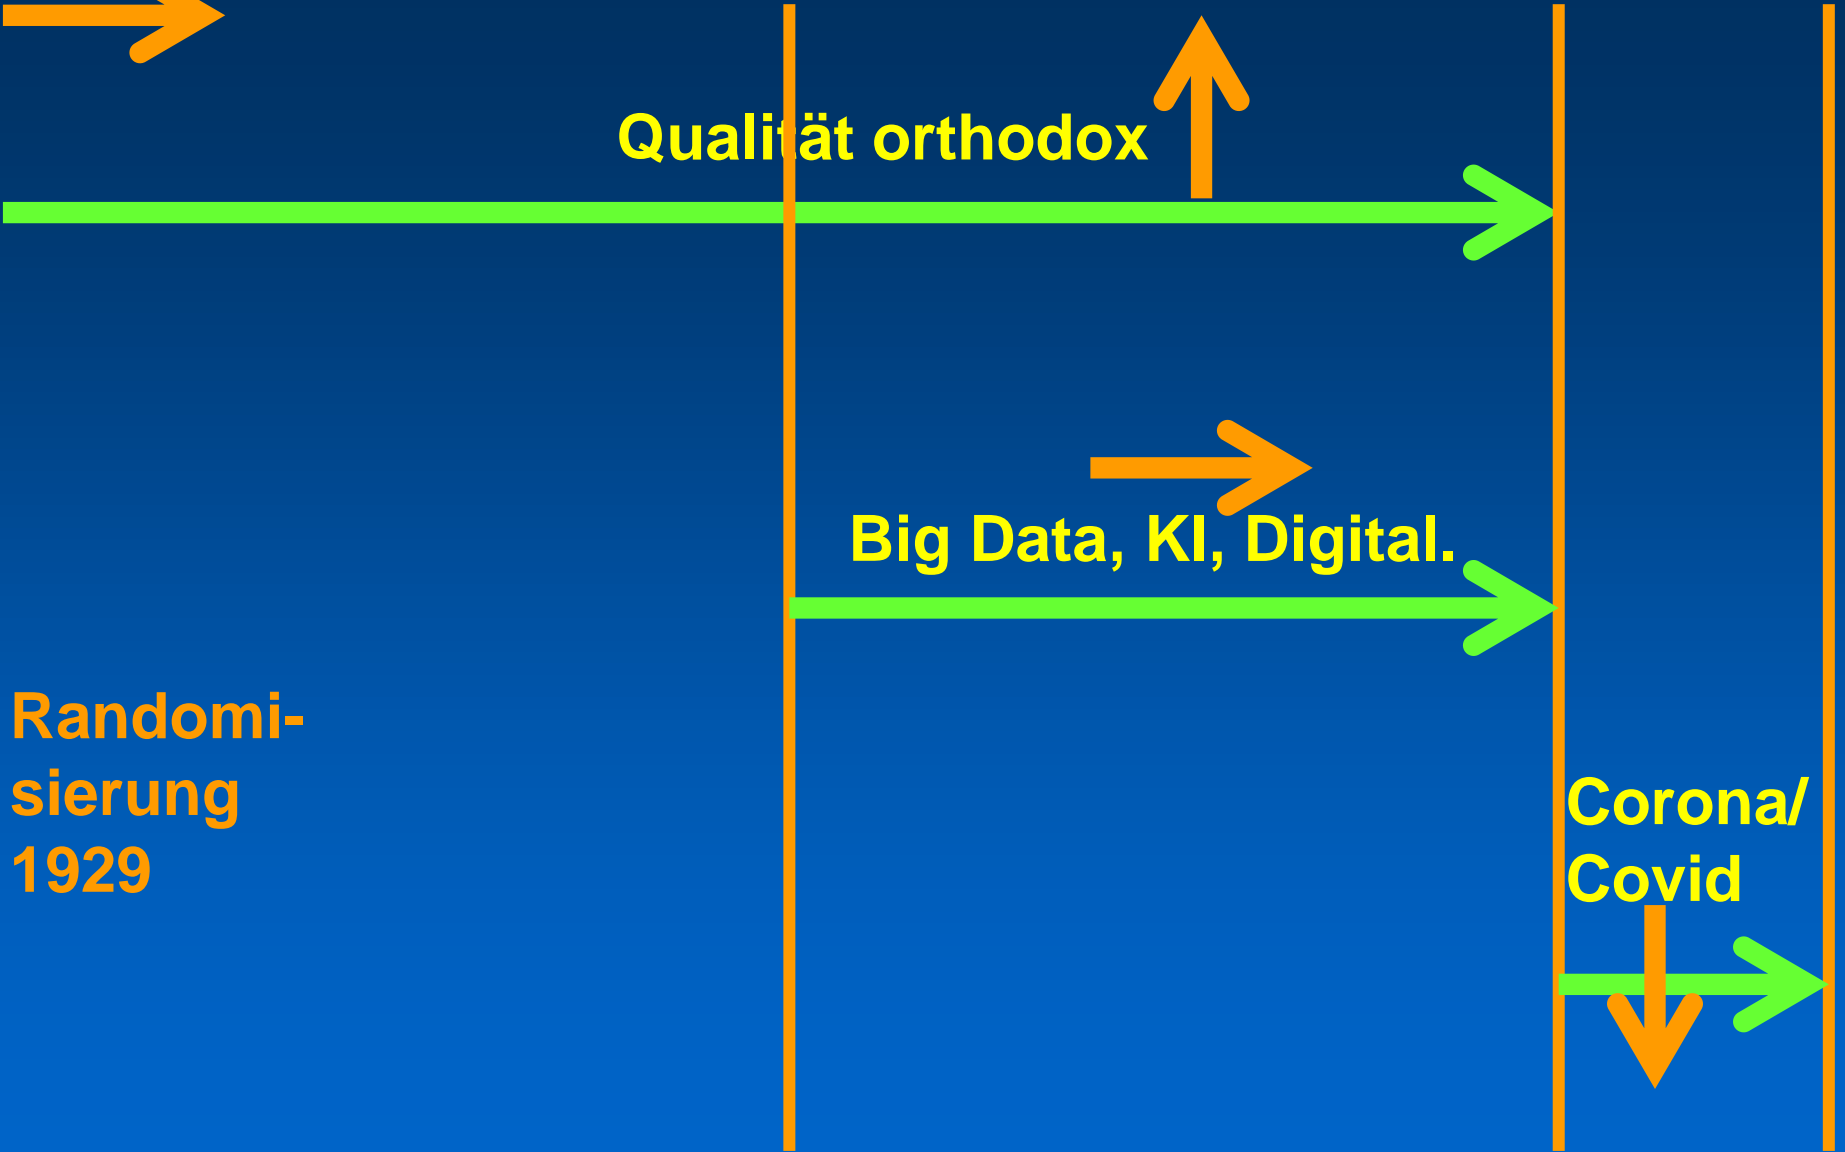 Qualität orthodox
Big Data, KI, Digital.
Randomi-
sierung
1929
Corona/
Covid